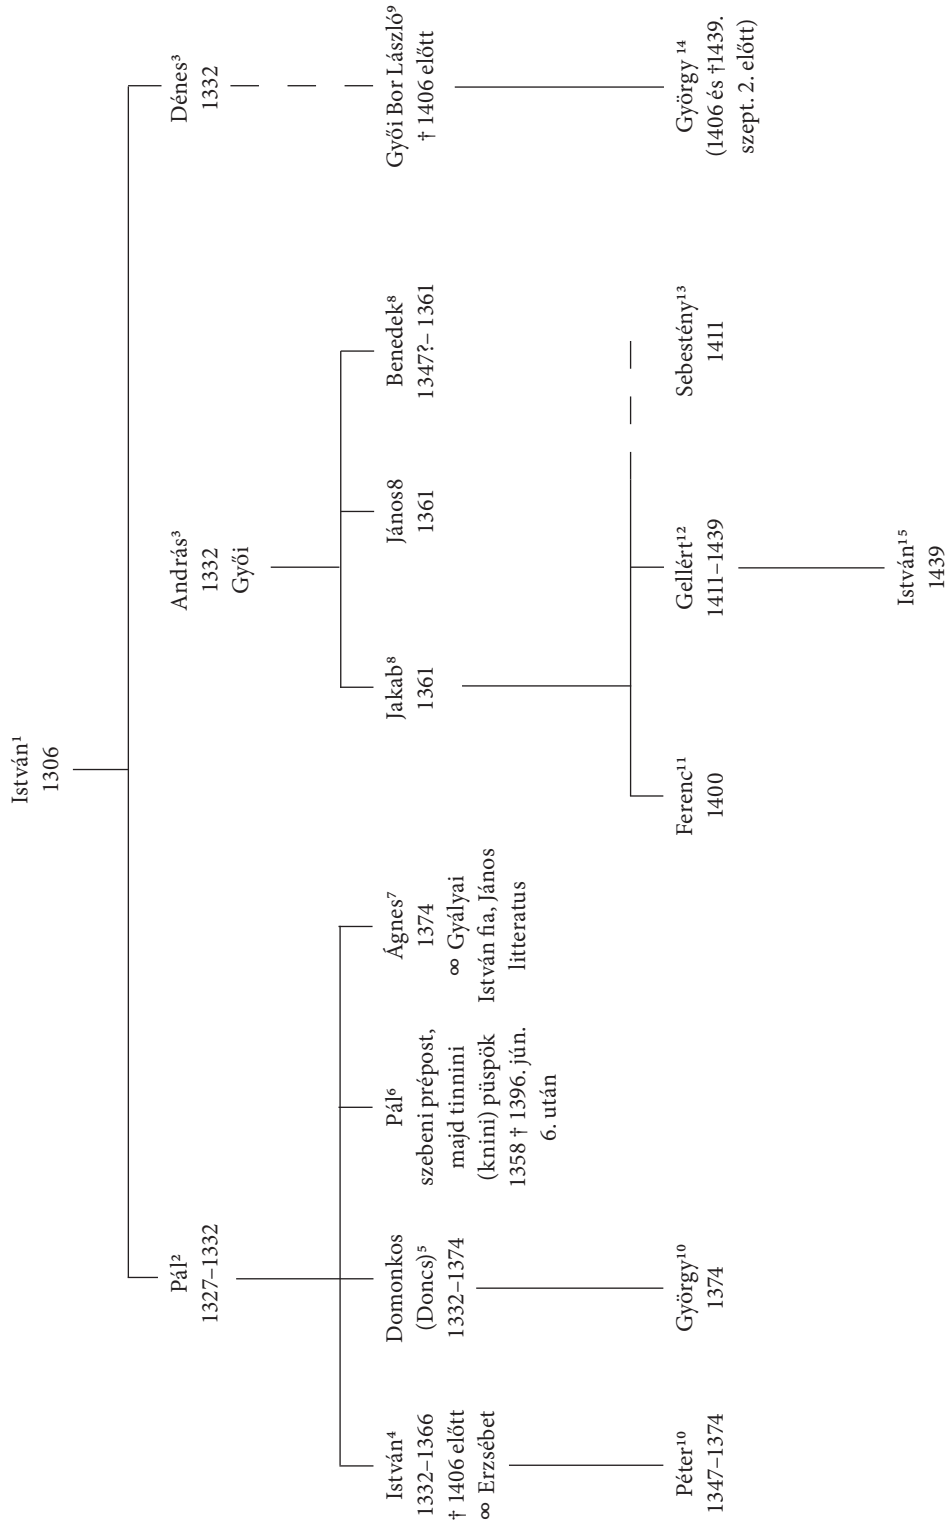 István¹
1306
Pál²
1327–1332
András³
1332
Győi
Dénes³
1332
István⁴
1332–1366
† 1406 előtt
∞ Erzsébet
Domonkos
(Doncs)⁵
1332–1374
Pál⁶
szebeni prépost,
majd tinnini
(knini) püspök
1358 † 1396. jún.
6. után
Ágnes⁷
1374
∞ Gyályai
István fia, János
litteratus
Jakab⁸
1361
János8
1361
Benedek⁸
1347?– 1361
Győi Bor László⁹
† 1406 előtt
Péter¹⁰
1347–1374
György¹⁰
1374
Ferenc¹¹
1400
Gellért¹²
1411–1439
Sebestény¹³
1411
György ¹⁴
(1406 és †1439.
szept. 2. előtt)
István¹⁵
1439